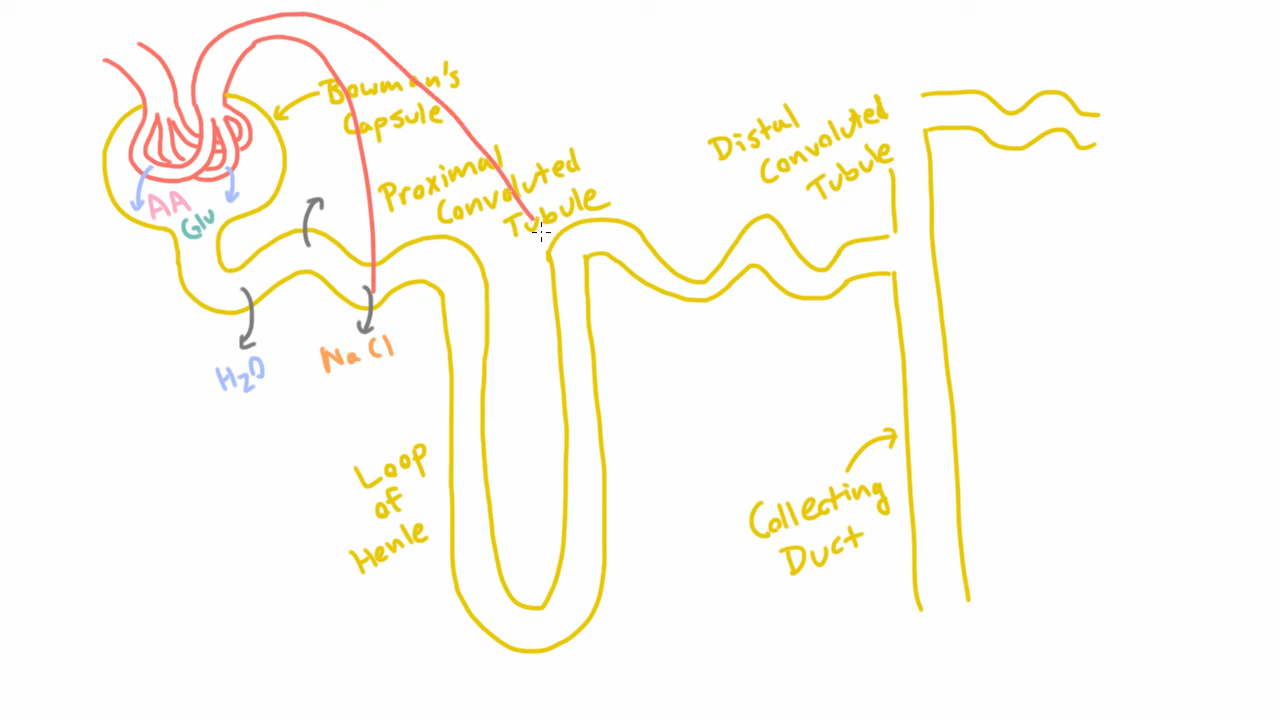 Bowman's
Capsule
AA
Glu
Proximal
Convoluted
Tubule
Distal
Convoluted
Tubule
H2O
NaCl
Loop
of
Henle
Collecting
Duct